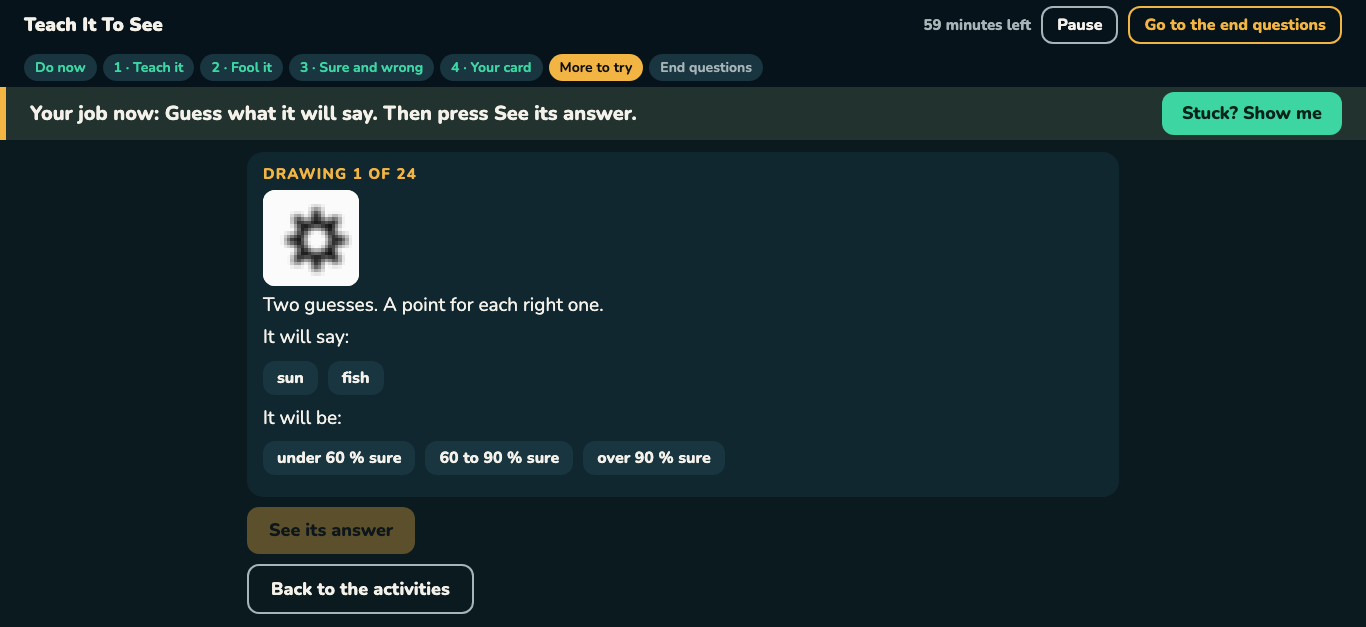 Teach It To See
59 minutes left
Pause
Go to the end questions
Do now
1 · Teach it
2 · Fool it
3 · Sure and wrong
4 · Your card
More to try
End questions
Your job now: Guess what it will say. Then press See its answer.
Stuck? Show me
DRAWING 1 OF 24
Two guesses. A point for each right one.
It will say:
sun
fish
It will be:
under 60 % sure
60 to 90 % sure
over 90 % sure
See its answer
Back to the activities